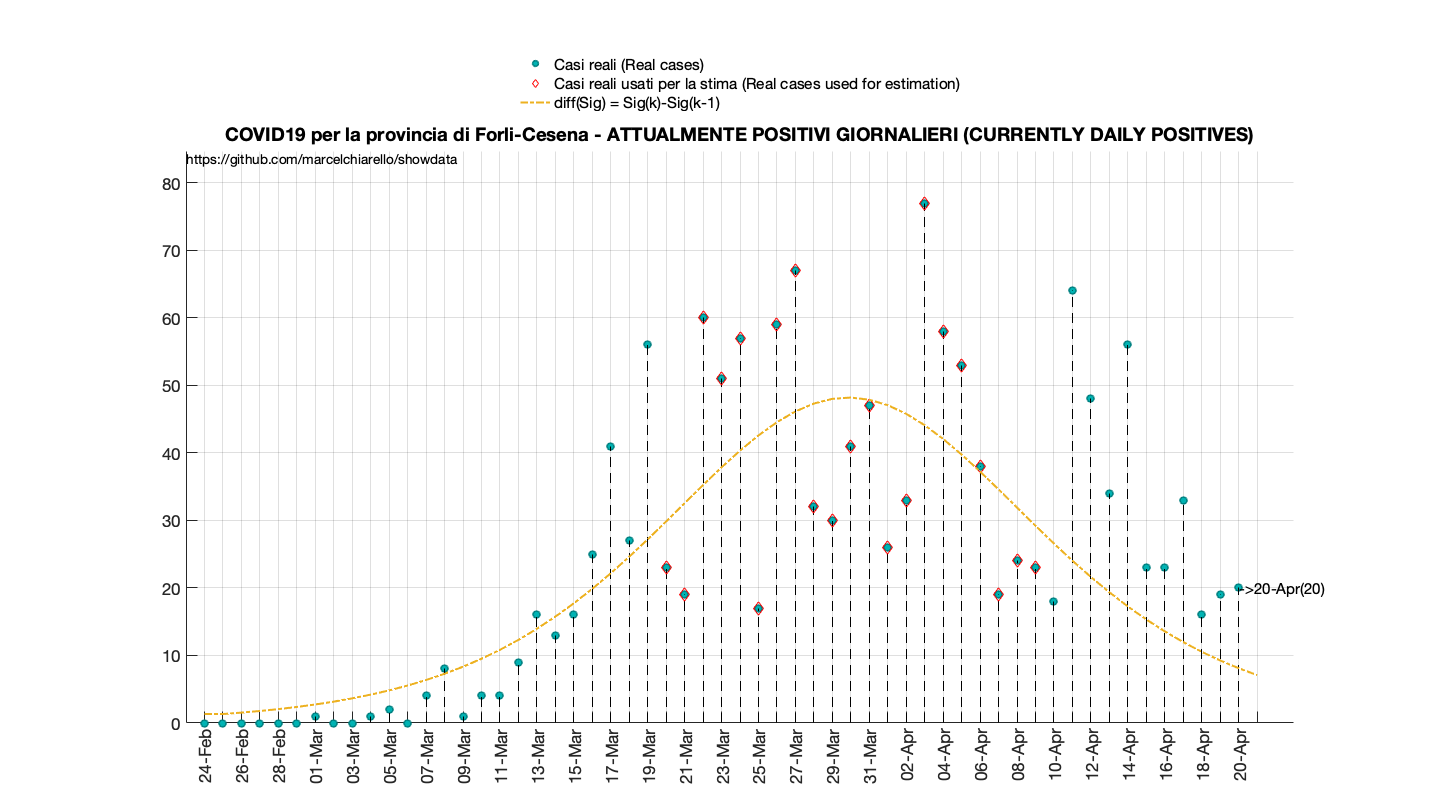 Casi reali (Real cases)
Casi reali usati per la stima (Real cases used for estimation)
diff(Sig) = Sig(k)-Sig(k-1)
COVID19 per la provincia di Forli-Cesena - ATTUALMENTE POSITIVI GIORNALIERI (CURRENTLY DAILY POSITIVES)
https://github.com/marcelchiarello/showdata
80
70
60
50
40
30
20
10
0
->20-Apr(20)
24-Feb
26-Feb
28-Feb
01-Mar
03-Mar
05-Mar
07-Mar
09-Mar
11-Mar
13-Mar
15-Mar
17-Mar
19-Mar
21-Mar
23-Mar
25-Mar
27-Mar
29-Mar
31-Mar
02-Apr
04-Apr
06-Apr
08-Apr
10-Apr
12-Apr
14-Apr
16-Apr
18-Apr
20-Apr